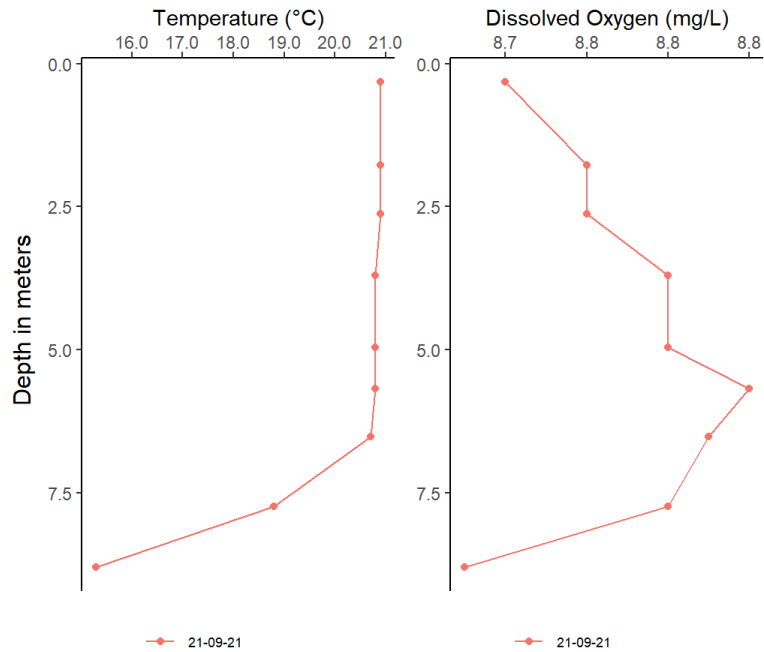 Temperature (°C)
16.0 17.0 18.0 19.0 20.0 21.0
0.0
2.5
5.0
7.5
Depth in meters
21-09-21
Dissolved Oxygen (mg/L)
8.7 8.8 8.8 8.8
0.0
2.5
5.0
7.5
21-09-21